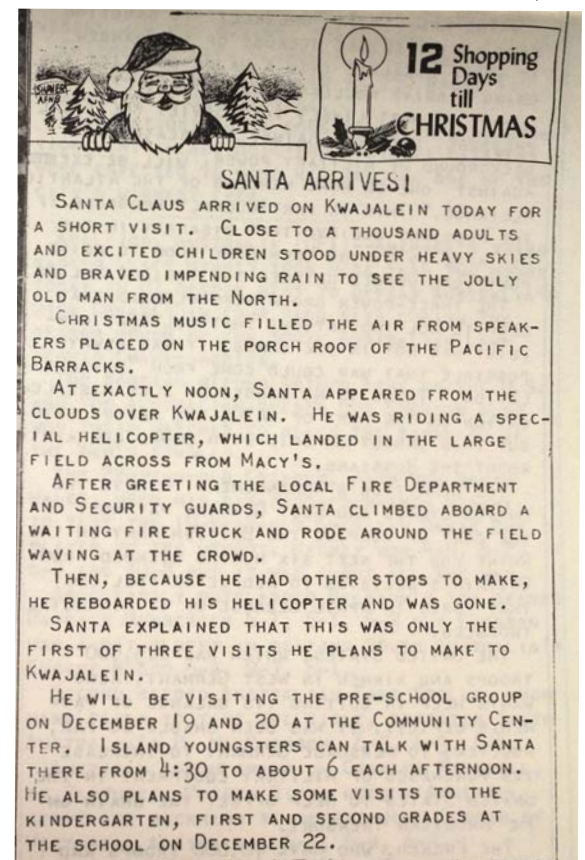 12 Shopping
Days
till
CHRISTMAS
SANTA ARRIVES!
SANTA CLAUS ARRIVED ON KWAJALEIN TODAY FOR
A SHORT VISIT. CLOSE TO A THOUSAND ADULTS
AND EXCITED CHILDREN STOOD UNDER HEAVY SKIES
AND BRAVED IMPENDING RAIN TO SEE THE JOLLY
OLD MAN FROM THE NORTH.
CHRISTMAS MUSIC FILLED THE AIR FROM SPEAK-
ERS PLACED ON THE PORCH ROOF OF THE PACIFIC
BARRACKS.
AT EXACTLY NOON, SANTA APPEARED FROM THE
CLOUDS OVER KWAJALEIN. HE WAS RIDING A SPEC-
IAL HELICOPTER, WHICH LANDED IN THE LARGE
FIELD ACROSS FROM MACY'S.
AFTER GREETING THE LOCAL FIRE DEPARTMENT
AND SECURITY GUARDS, SANTA CLIMBED ABOARD A
WAITING FIRE TRUCK AND RODE AROUND THE FIELD
WAVING AT THE CROWD.
THEN, BECAUSE HE HAD OTHER STOPS TO MAKE,
HE REBOARDED HIS HELICOPTER AND WAS GONE.
SANTA EXPLAINED THAT THIS WAS ONLY THE
FIRST OF THREE VISITS HE PLANS TO MAKE TO
KWAJALEIN.
HE WILL BE VISITING THE PRE-SCHOOL GROUP
ON DECEMBER 19 AND 20 AT THE COMMUNITY CEN-
TER. ISLAND YOUNGSTERS CAN TALK WITH SANTA
THERE FROM 4:30 TO ABOUT 6 EACH AFTERNOON.
HE ALSO PLANS TO MAKE SOME VISITS TO THE
KINDERGARTEN, FIRST AND SECOND GRADES AT
THE SCHOOL ON DECEMBER 22.